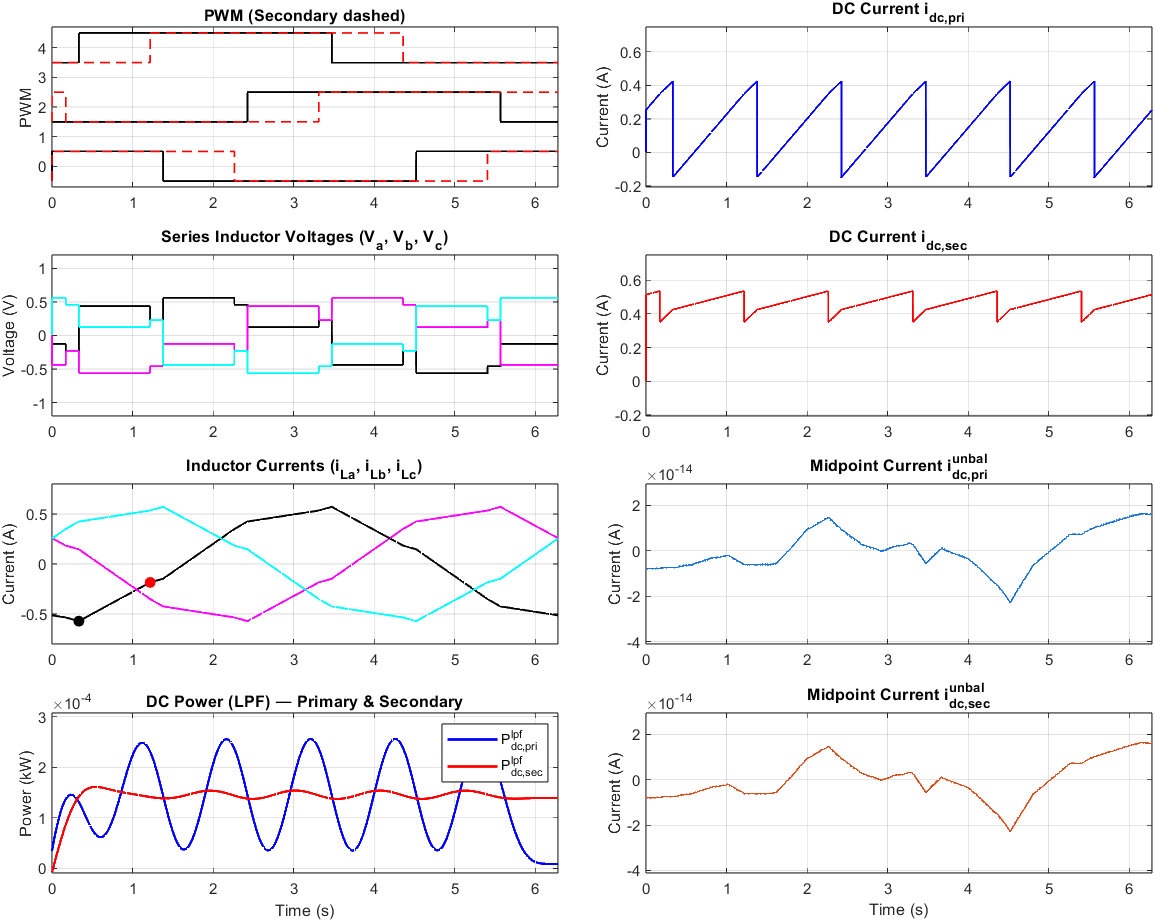 PWM (Secondary dashed)
PWM
4
3
2
1
0
0 1 2 3 4 5 6
DC Current i_dc,pri
Current (A)
0.6
0.4
0.2
0
-0.2
0 1 2 3 4 5 6
Series Inductor Voltages (V_a, V_b, V_c)
Voltage (V)
1
0.5
0
-0.5
-1
0 1 2 3 4 5 6
DC Current i_dc,sec
Current (A)
0.6
0.4
0.2
0
-0.2
0 1 2 3 4 5 6
Inductor Currents (i_La, i_Lb, i_Lc)
Current (A)
0.5
0
-0.5
0 1 2 3 4 5 6
Midpoint Current i_dc,pri^unbal
×10^-14
Current (A)
2
0
-2
-4
0 1 2 3 4 5 6
DC Power (LPF) — Primary & Secondary
×10^-4
Power (kW)
3
2
1
0
P_dc,pri^lpf
P_dc,sec^lpf
0 1 2 3 4 5 6
Time (s)
Midpoint Current i_dc,sec^unbal
×10^-14
Current (A)
2
0
-2
-4
0 1 2 3 4 5 6
Time (s)